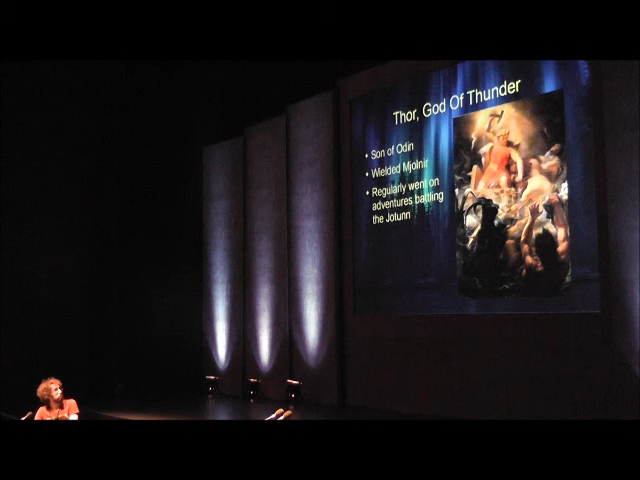 Thor, God Of Thunder
• Son of Odin
• Wielded Mjolnir
• Regularly went on
adventures battling
the Jotunn